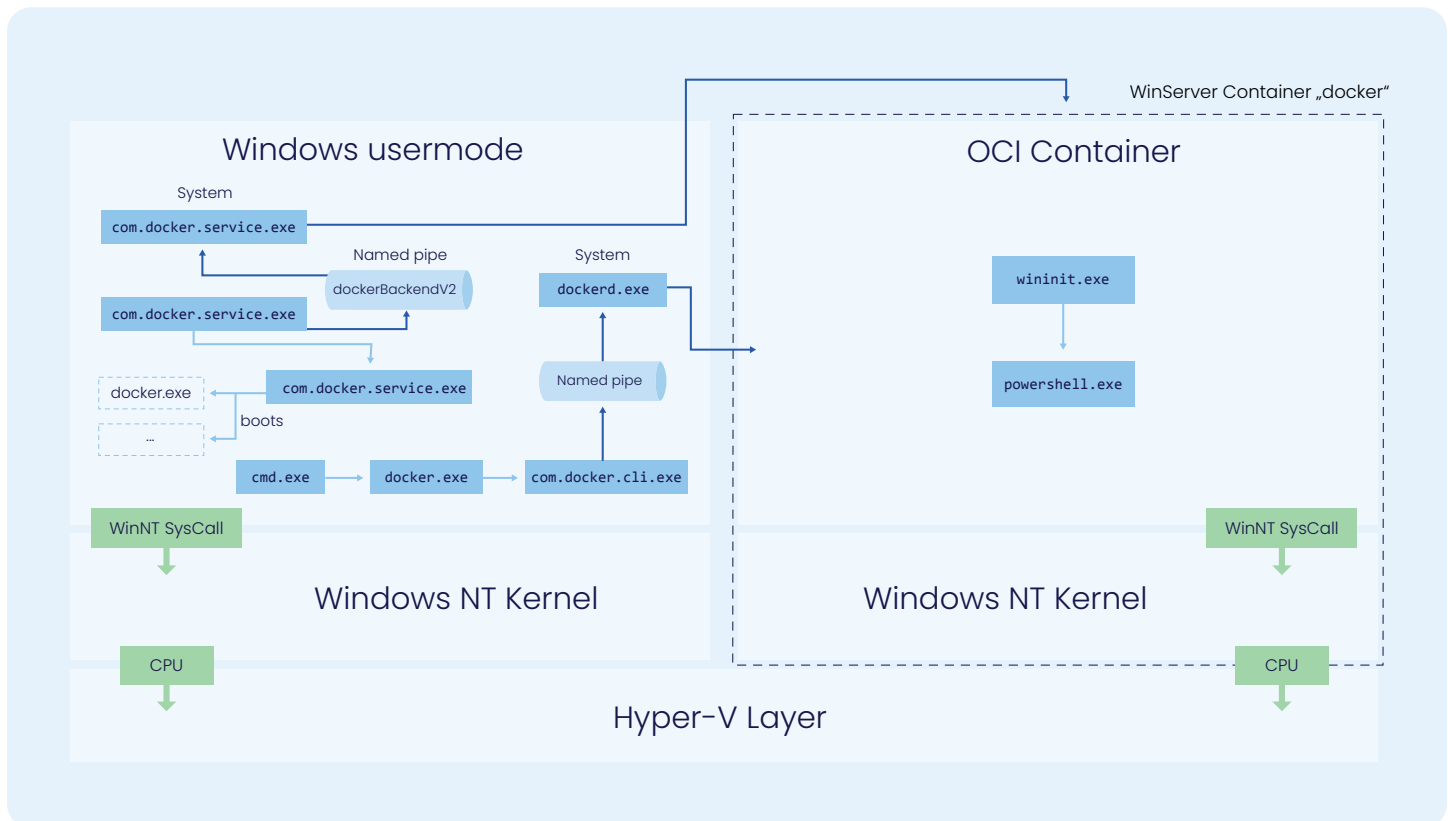 WinServer Container „docker“
Windows usermode
OCI Container
System
com.docker.service.exe
Named pipe
System
dockerBackendV2
dockerd.exe
wininit.exe
com.docker.service.exe
Named pipe
com.docker.service.exe
powershell.exe
docker.exe
boots
...
cmd.exe
docker.exe
com.docker.cli.exe
WinNT SysCall
WinNT SysCall
Windows NT Kernel
Windows NT Kernel
CPU
CPU
Hyper-V Layer